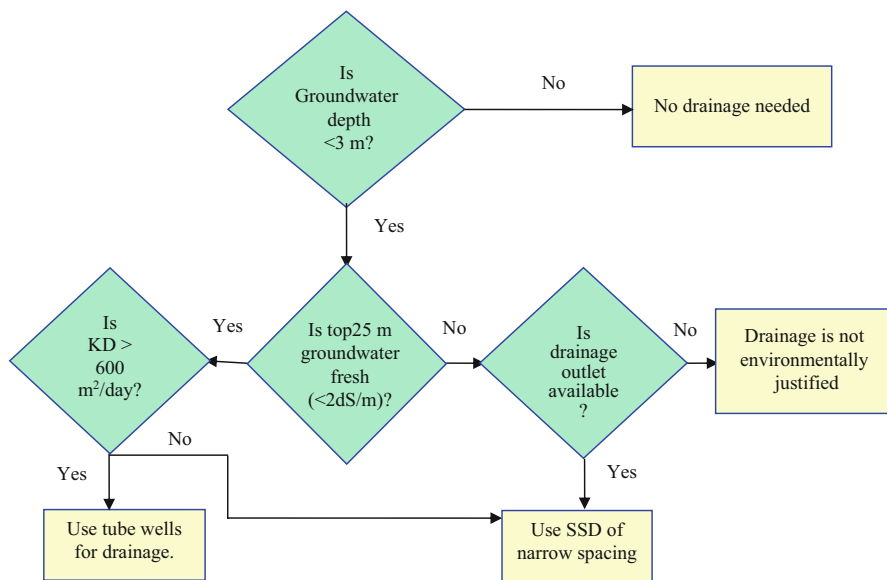 Is
Groundwater
depth
<3 m?
No
No drainage needed
Yes
Is
KD >
600
m²/day?
Yes
Is top25 m
groundwater
fresh
(<2dS/m)?
No
Is
drainage
outlet
available
?
No
Drainage is not
environmentally
justified
Yes
No
Yes
Use tube wells
for drainage.
Use SSD of
narrow spacing